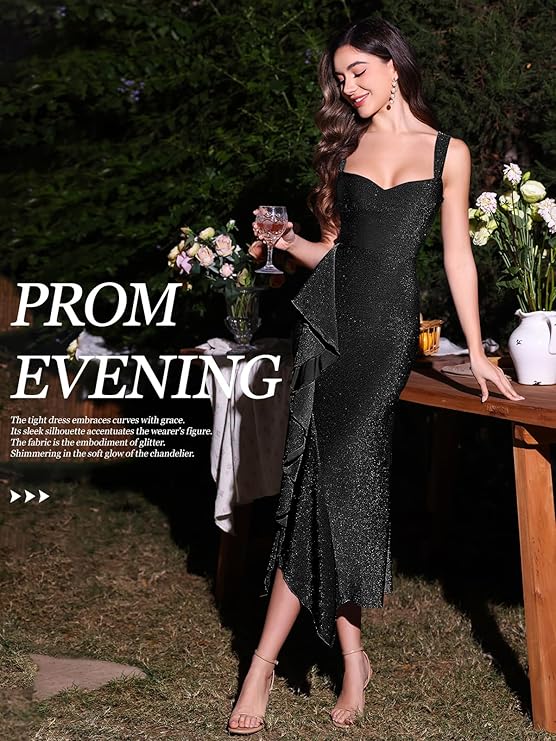 PROM
EVENING
The tight dress embraces curves with grace.
Its sleek silhouette accentuates the wearer's figure.
The fabric is the embodiment of glitter.
Shimmering in the soft glow of the chandelier.